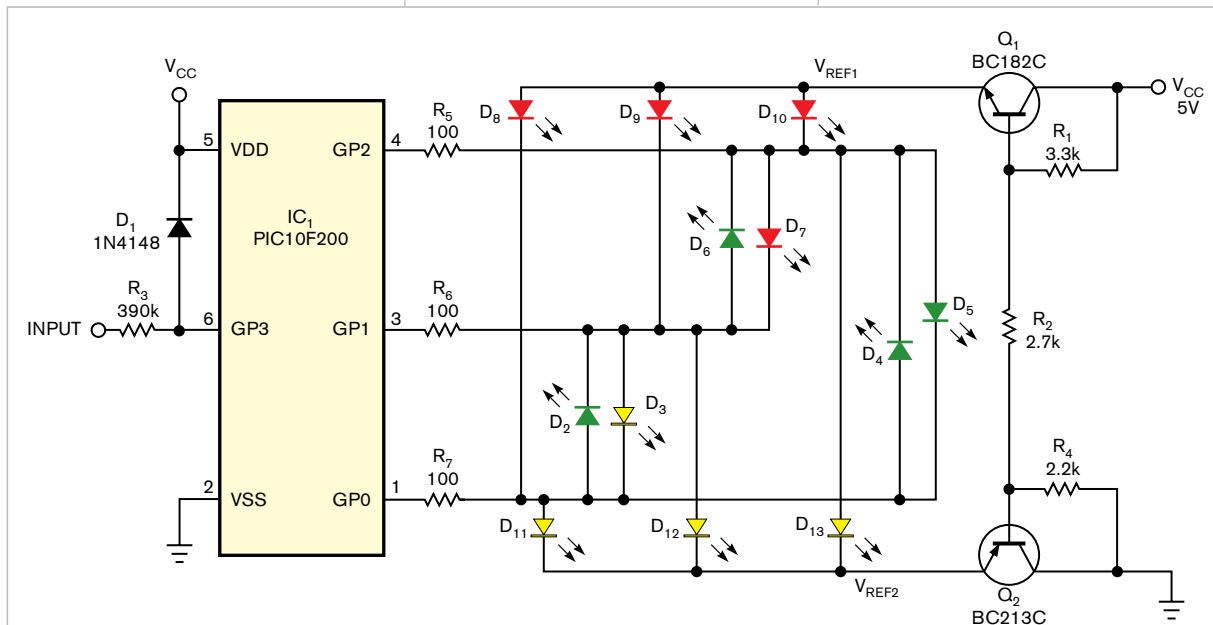 Q1
BC182C
VCC
VREF1
VCC
5V
D8
D9
D10
R5
100
R1
3.3k
5
VDD
GP2
4
D1
1N4148
IC1
PIC10F200
D6
D7
R3
390k
R6
100
D5
INPUT
6
GP3
GP1
3
R2
2.7k
D4
D2
D3
R7
100
R4
2.2k
2
VSS
GP0
1
D11
D12
D13
VREF2
Q2
BC213C